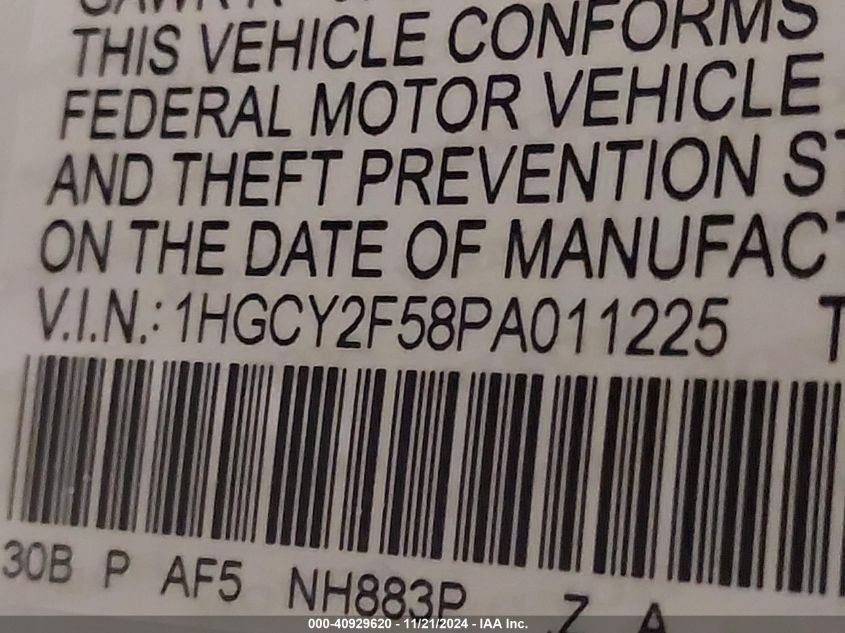 THIS VEHICLE CONFORMS
FEDERAL MOTOR VEHICLE
AND THEFT PREVENTION
ON THE DATE OF MANUFACT
V.I.N.: 1HGCY2F58PA011225
30B P AF5 NH883P Z A
000-40929620 - 11/21/2024 - IAA Inc.